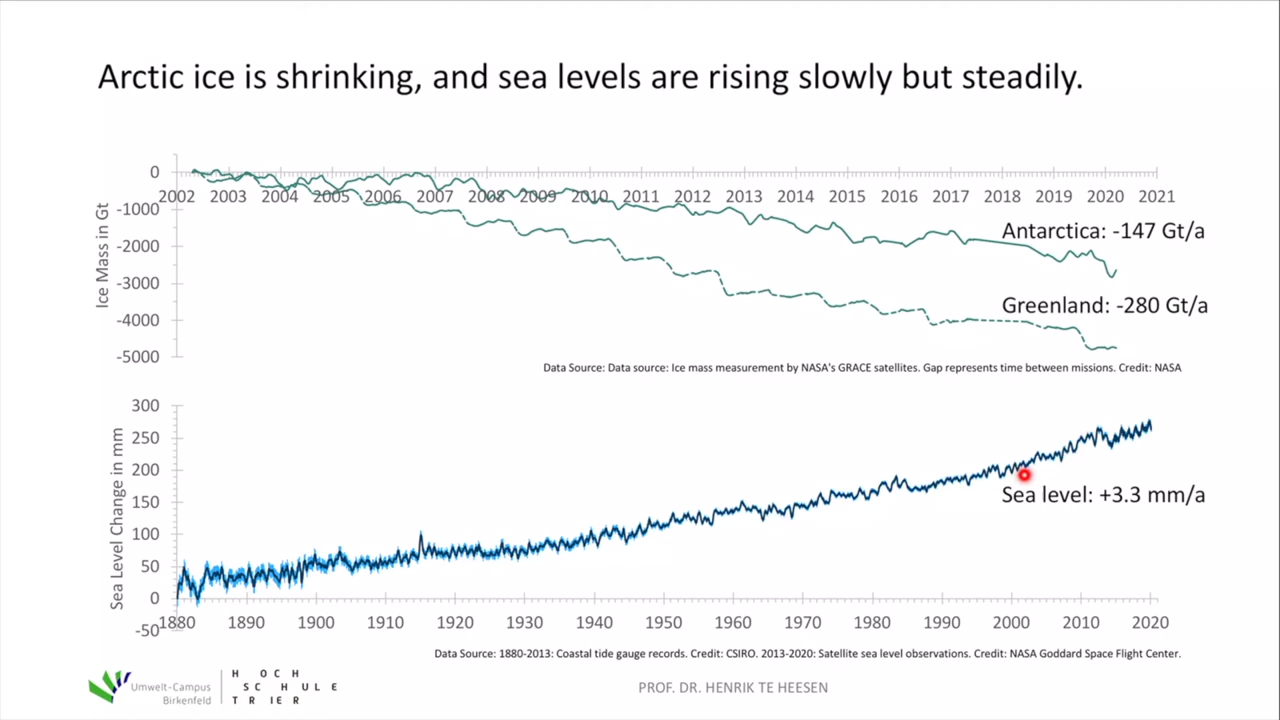 Arctic ice is shrinking, and sea levels are rising slowly but steadily.
Ice Mass in Gt
0
-1000
-2000
-3000
-4000
-5000
2002 2003 2004 2005 2006 2007 2008 2009 2010 2011 2012 2013 2014 2015 2016 2017 2018 2019 2020 2021
Antarctica: -147 Gt/a
Greenland: -280 Gt/a
Data Source: Data source: Ice mass measurement by NASA's GRACE satellites. Gap represents time between missions. Credit: NASA
Sea Level Change in mm
300
250
200
150
100
50
0
-50
Sea level: +3.3 mm/a
1880 1890 1900 1910 1920 1930 1940 1950 1960 1970 1980 1990 2000 2010 2020
Data Source: 1880-2013: Coastal tide gauge records. Credit: CSIRO. 2013-2020: Satellite sea level observations. Credit: NASA Goddard Space Flight Center.
Umwelt-Campus
Birkenfeld
HOCH
SCHULE
TRIER
PROF. DR. HENRIK TE HEESEN